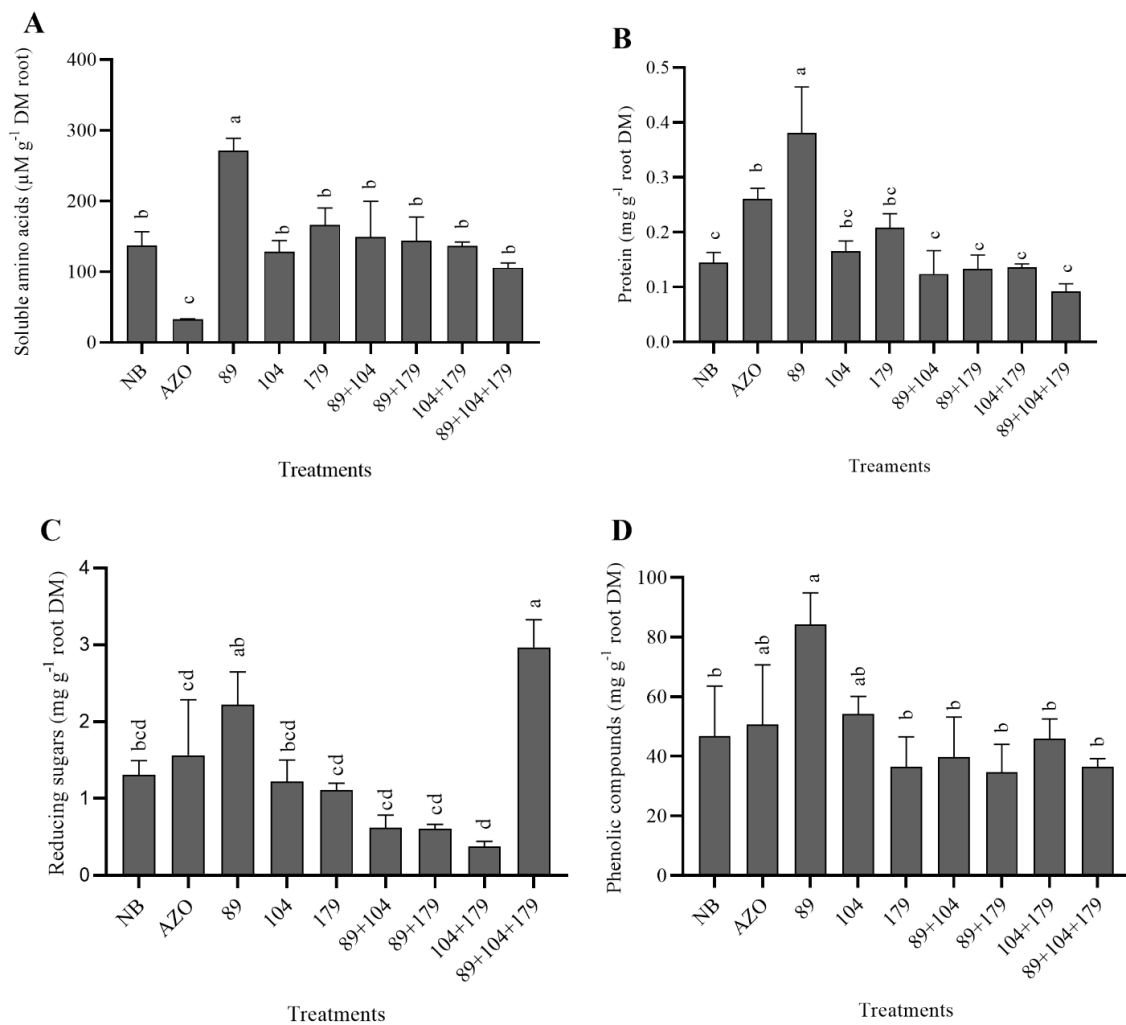 A
Soluble amino acids (µM g⁻¹ DM root)
400
300
200
100
0
b
c
a
b
b
b
b
b
b
NB
AZO
89
104
179
89+104
89+179
104+179
89+104+179
Treatments
B
Protein (mg g⁻¹ root DM)
0.5
0.4
0.3
0.2
0.1
0.0
c
b
a
bc
bc
c
c
c
c
NB
AZO
89
104
179
89+104
89+179
104+179
89+104+179
Treaments
C
Reducing sugars (mg g⁻¹ root DM)
4
3
2
1
0
bcd
cd
ab
bcd
cd
cd
cd
d
a
NB
AZO
89
104
179
89+104
89+179
104+179
89+104+179
Treatments
D
Phenolic compounds (mg g⁻¹ root DM)
100
80
60
40
20
0
b
ab
a
ab
b
b
b
b
b
NB
AZO
89
104
179
89+104
89+179
104+179
89+104+179
Treatments